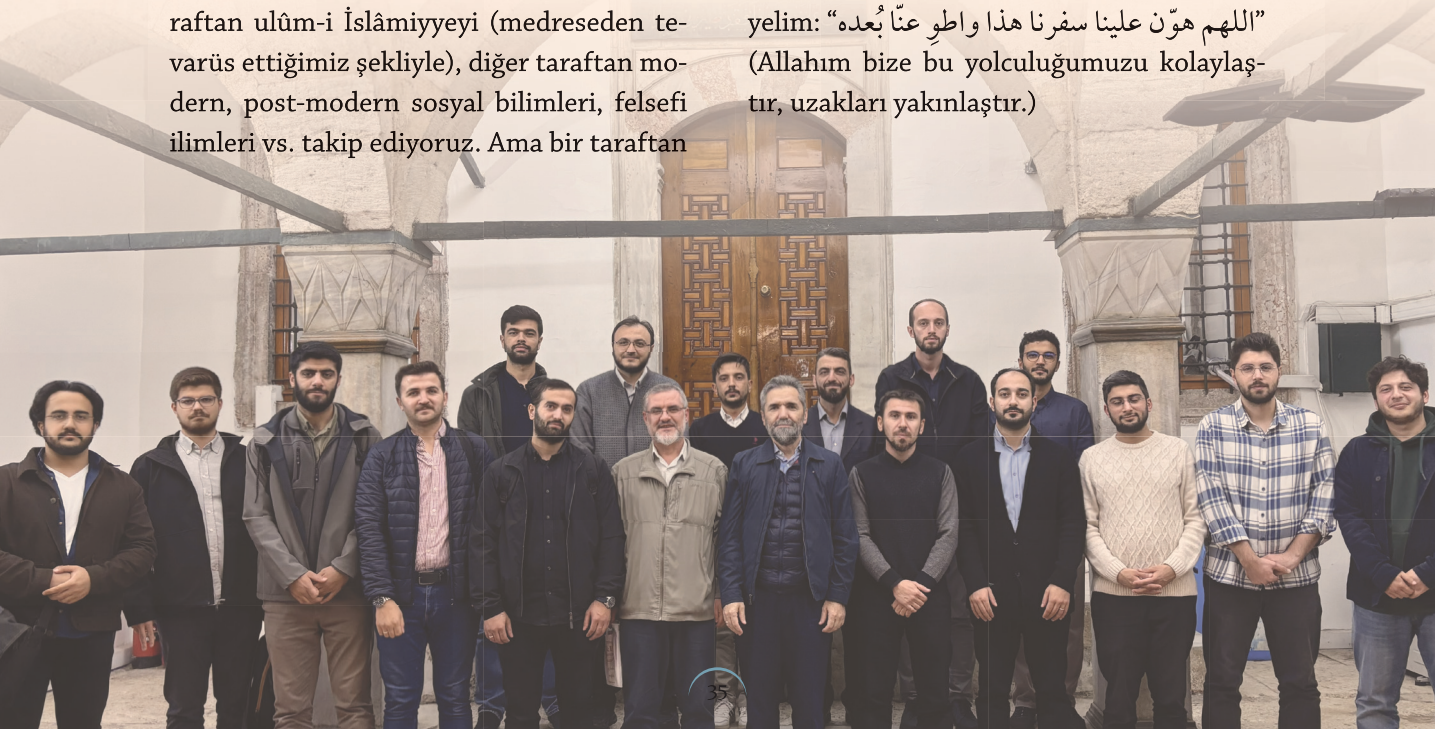 raftan ulûm-i İslâmiyyeyi (medreseden te-
varüs ettiğimiz şekliyle), diğer taraftan mo-
dern, post-modern sosyal bilimleri, felsefi
ilimleri vs. takip ediyoruz. Ama bir taraftan
yelim: “اللهم هوّن علينا سفرنا هذا واطوِ عنّا بُعده”
(Allahım bize bu yolculuğumuzu kolaylaş-
tır, uzakları yakınlaştır.)
35